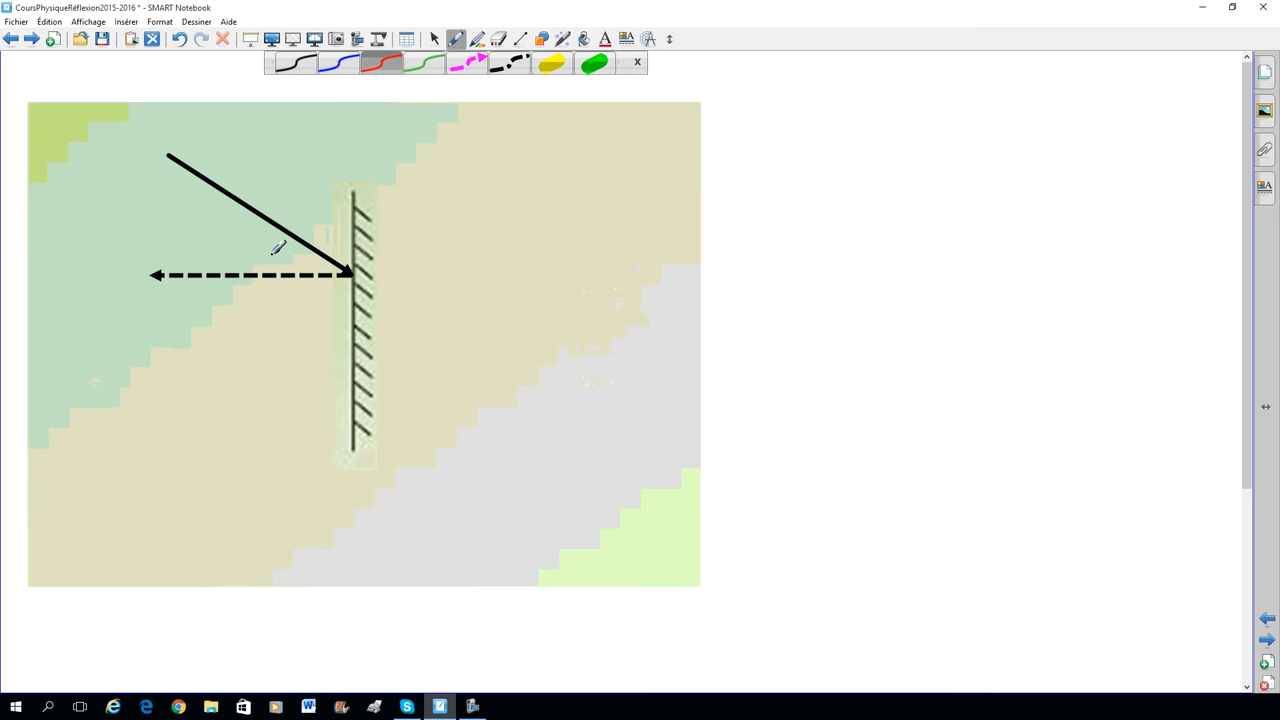 CoursPhysiqueRéflexion2015-2016 * - SMART Notebook
Fichier Édition Affichage Insérer Format Dessiner Aide